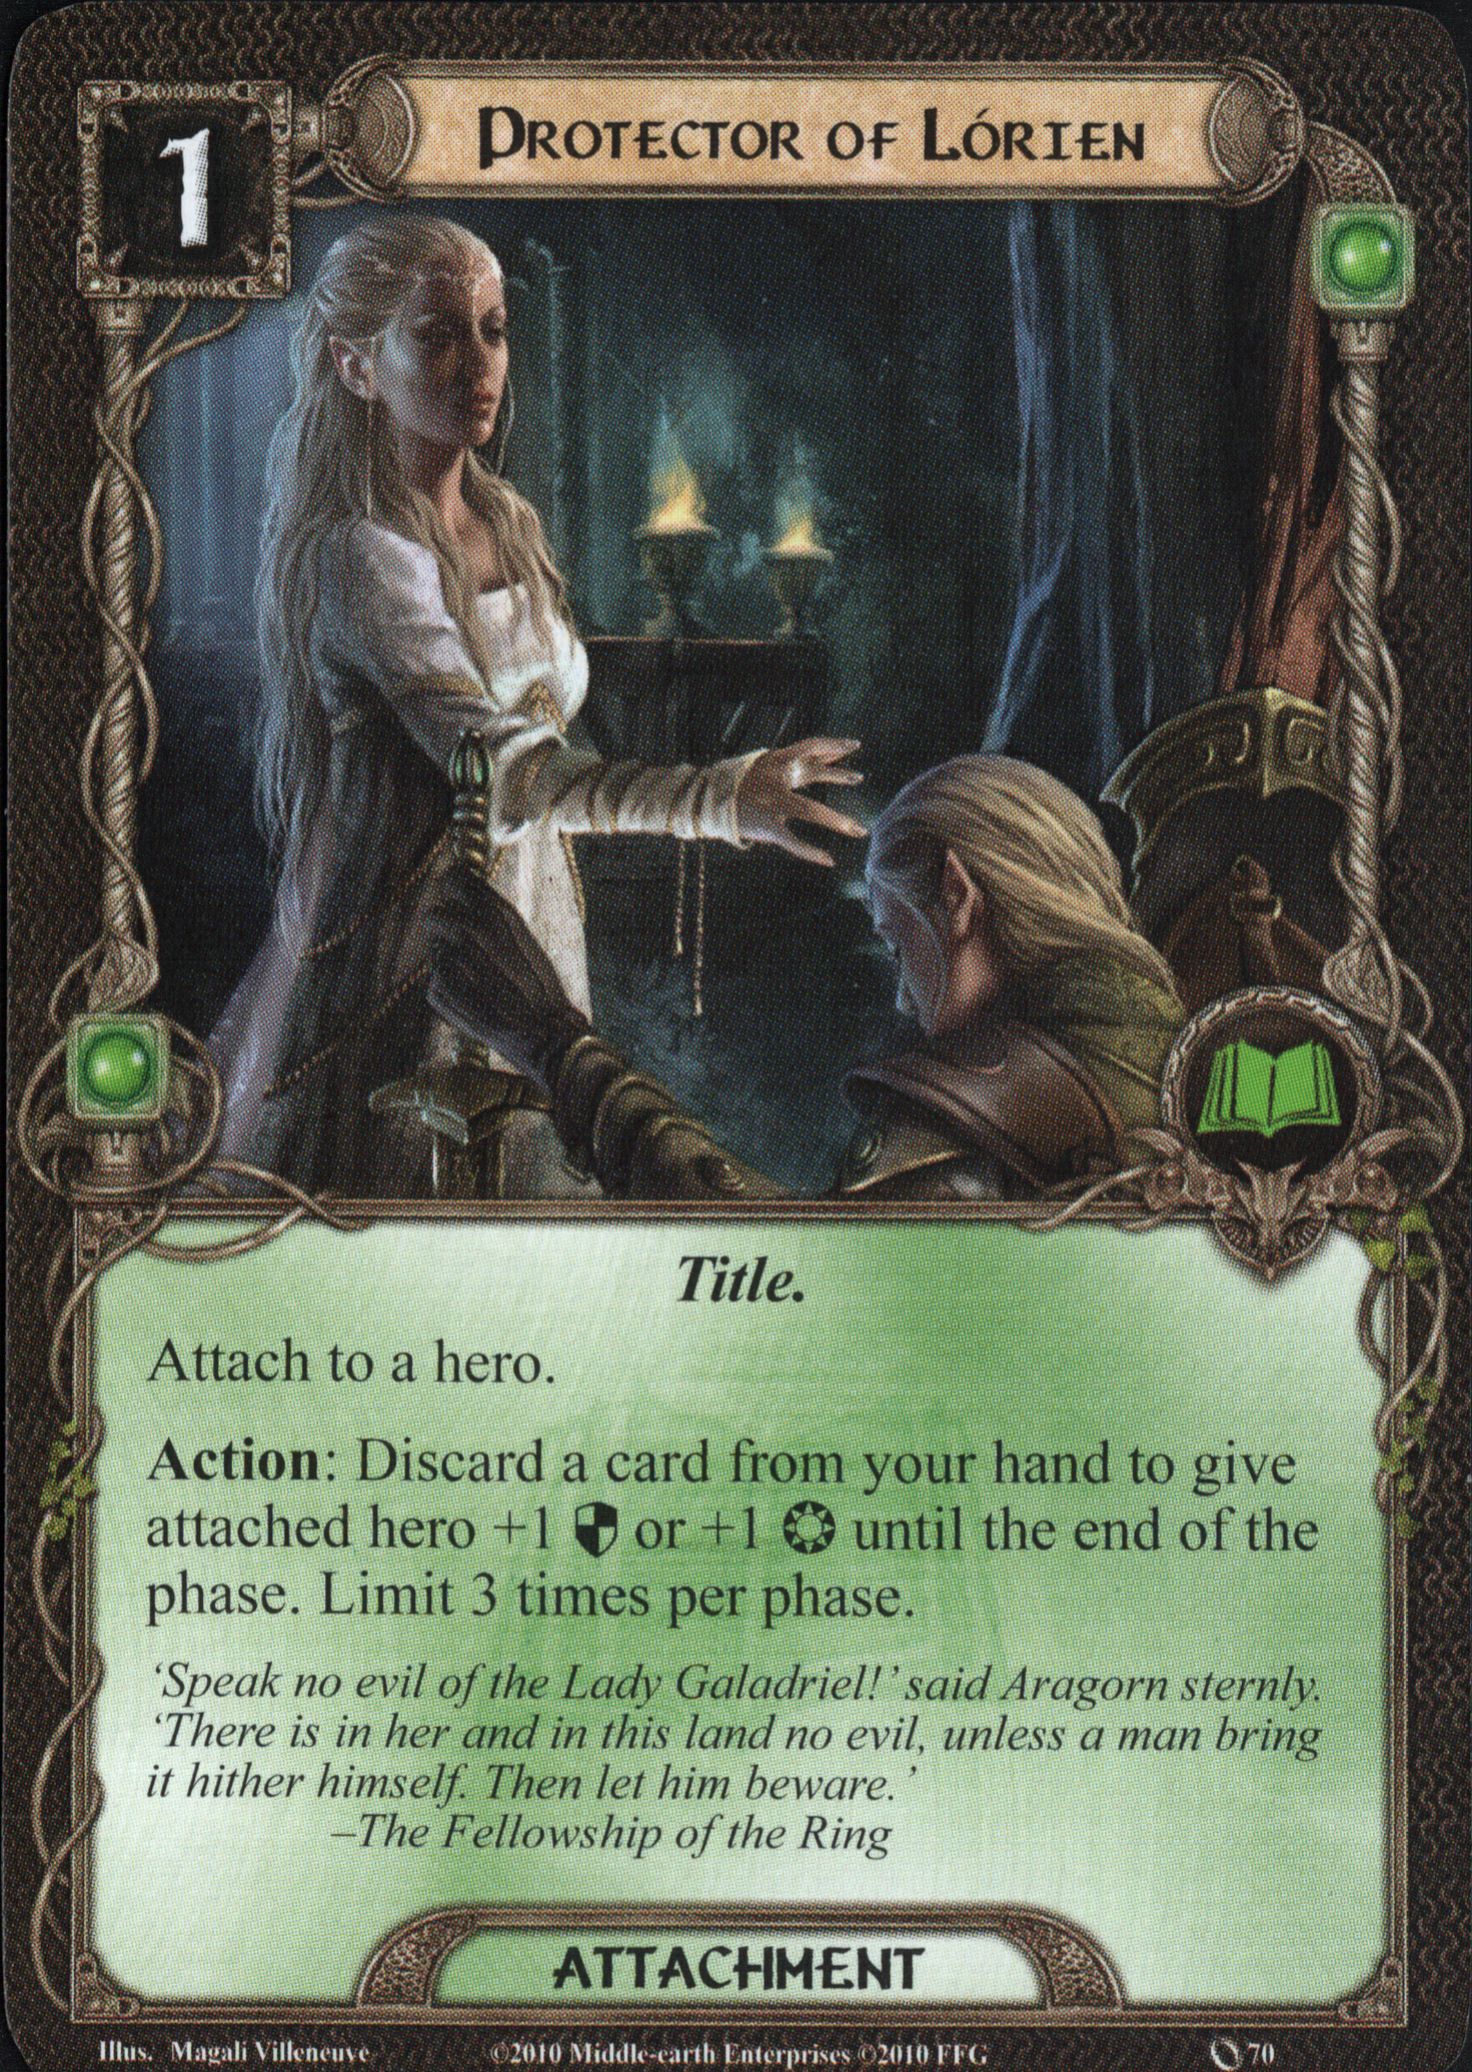 1
Protector of Lórien
Title.
Attach to a hero.
Action: Discard a card from your hand to give
attached hero +1 or +1 until the end of the
phase. Limit 3 times per phase.
‘Speak no evil of the Lady Galadriel!’ said Aragorn sternly.
‘There is in her and in this land no evil, unless a man bring
it hither himself. Then let him beware.’
–The Fellowship of the Ring
ATTACHMENT
Illus. Magali Villeneuve ©2010 Middle-earth Enterprises ©2010 FFG 70